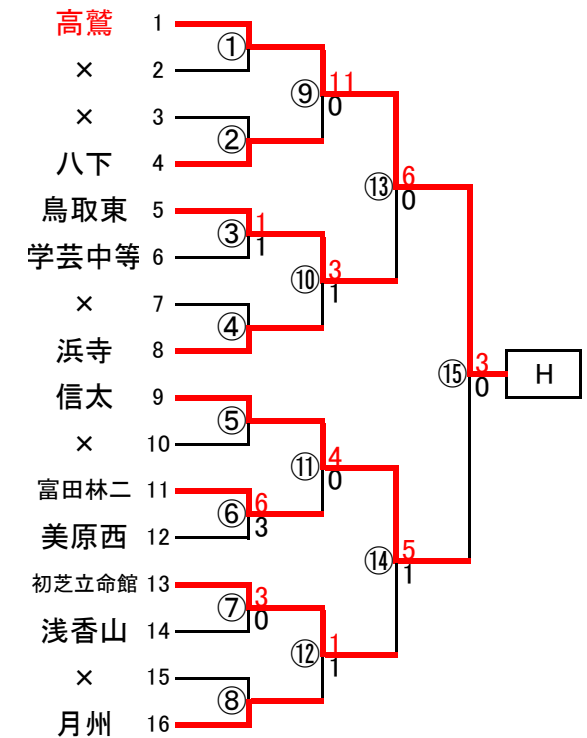 高鷲 1
× 2
× 3
八下 4
鳥取東 5
学芸中等 6
× 7
浜寺 8
信太 9
× 10
富田林二 11
美原西 12
初芝立命館 13
浅香山 14
× 15
月州 16
①
②
③ 1
1
④
⑤
⑥ 6
3
⑦ 3
0
⑧
⑨ 11
0
⑩ 3
1
⑪ 4
0
⑫ 1
1
⑬ 6
0
⑭ 5
1
⑮ 3
0
H